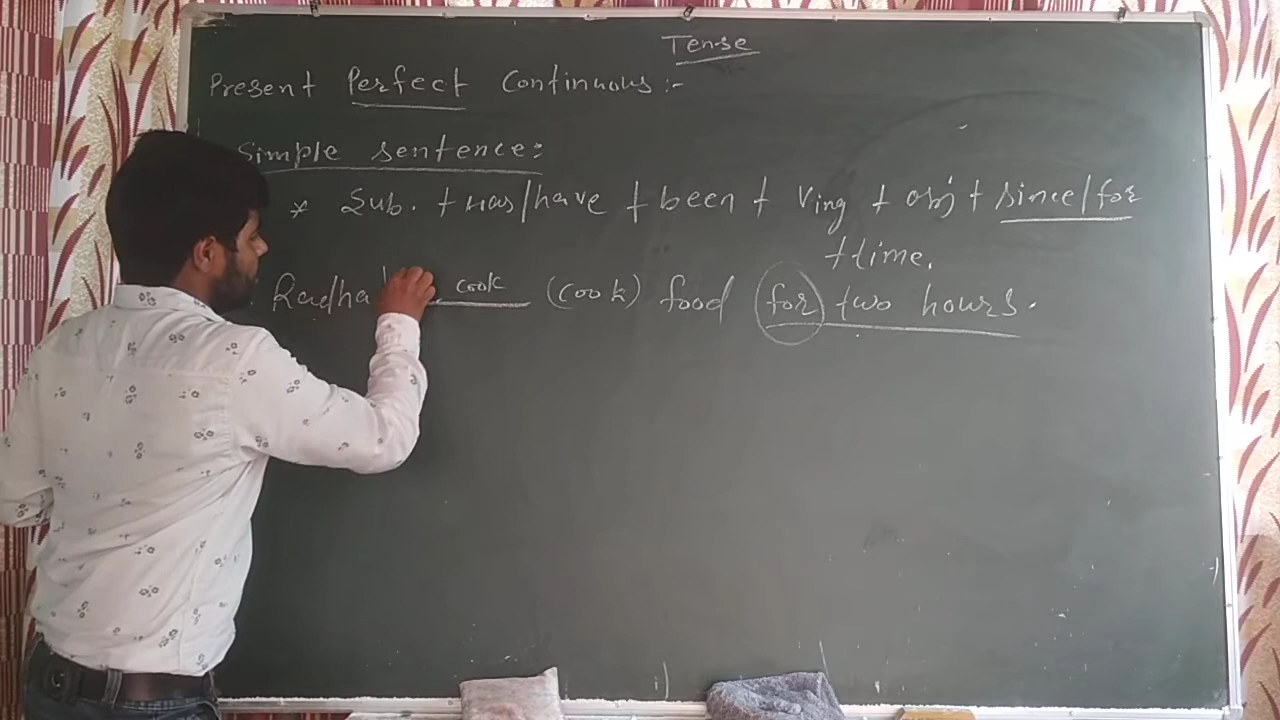 Tense
Present Perfect Continuous :-
Simple sentence:
* Sub. + has/have + been + Ving + obj + since/for
+ time.
Radha cook (cook) food for two hours.